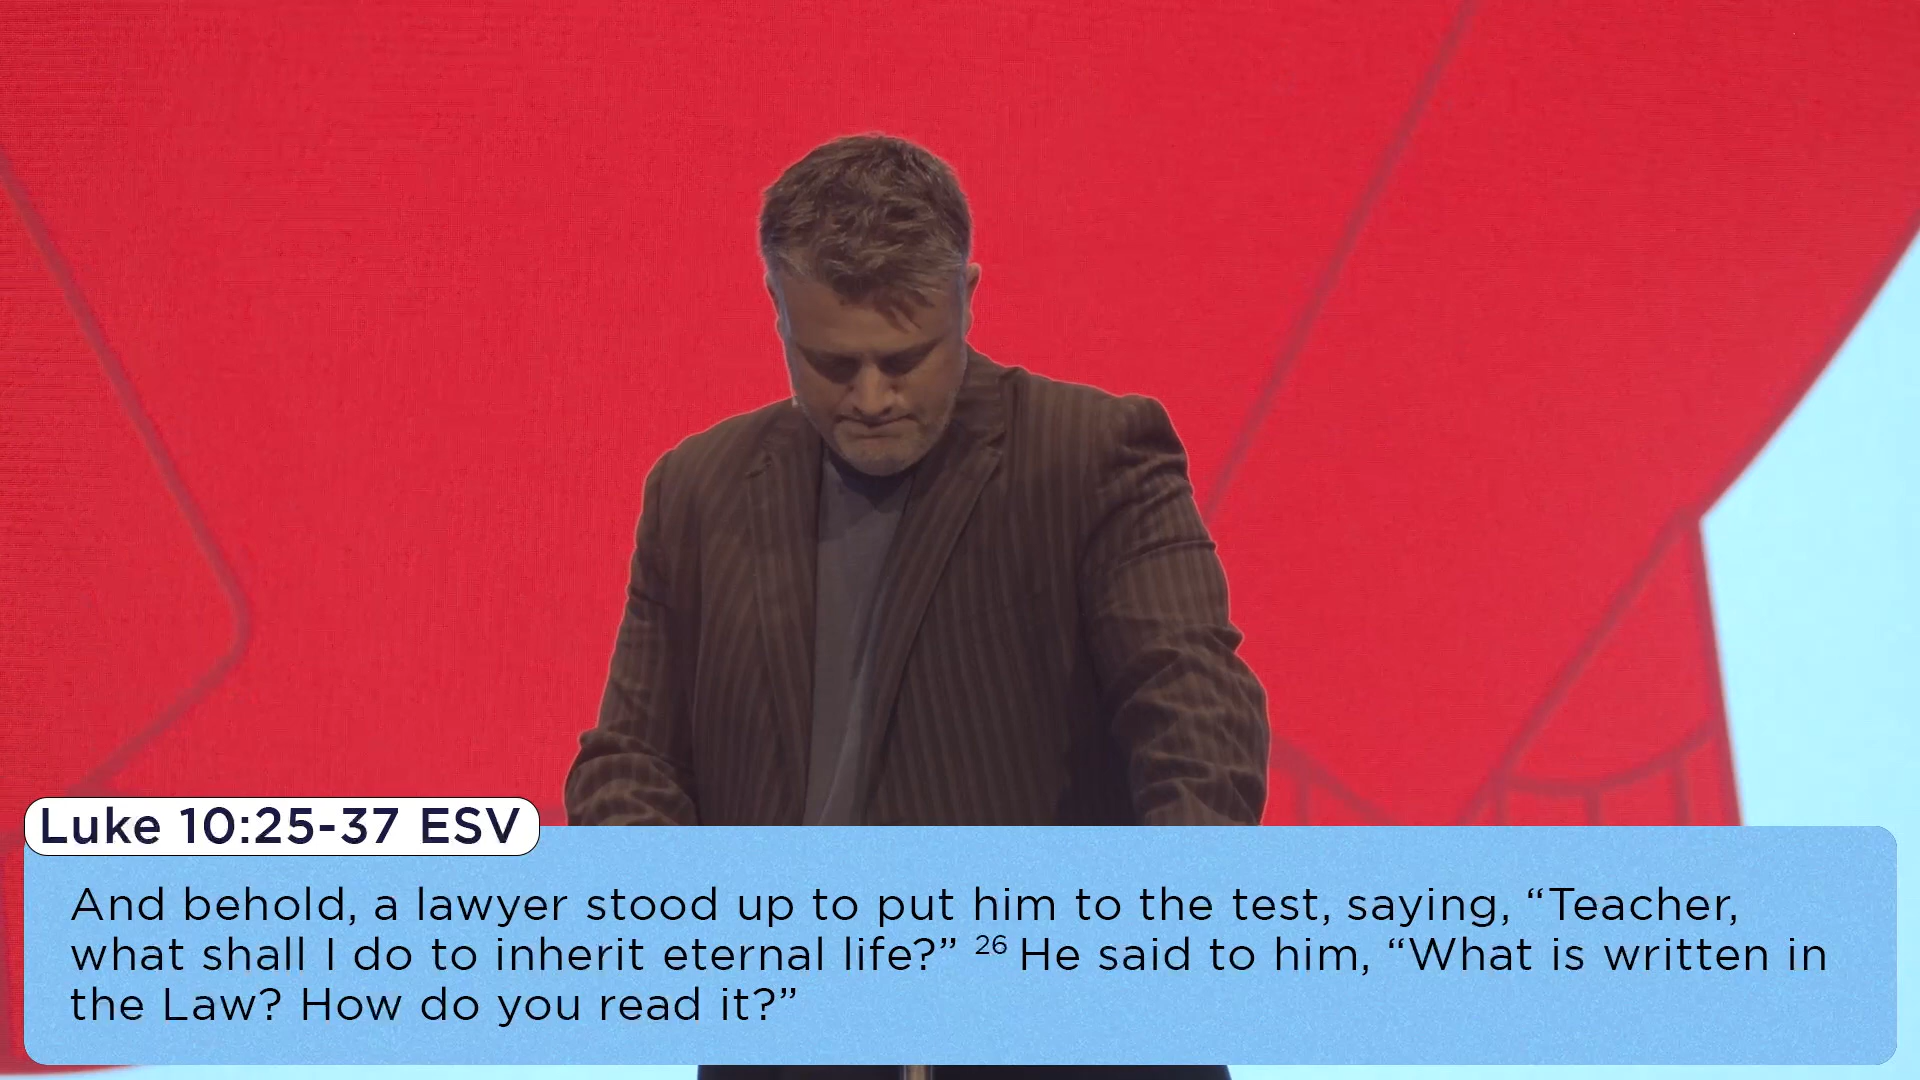 Luke 10:25-37 ESV
And behold, a lawyer stood up to put him to the test, saying, “Teacher,
what shall I do to inherit eternal life?” 26 He said to him, “What is written in
the Law? How do you read it?”